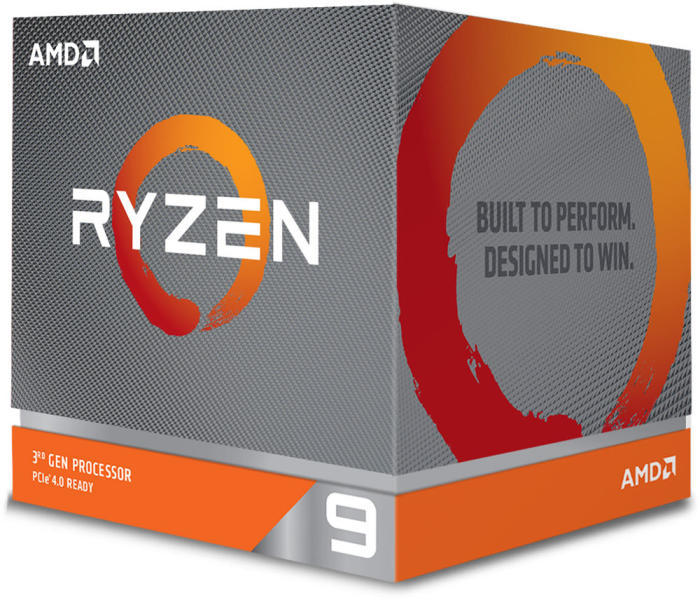 AMD
RYZEN
3RD GEN PROCESSOR
PCIe® 4.0 READY
9
BUILT TO PERFORM.
DESIGNED TO WIN.
AMD